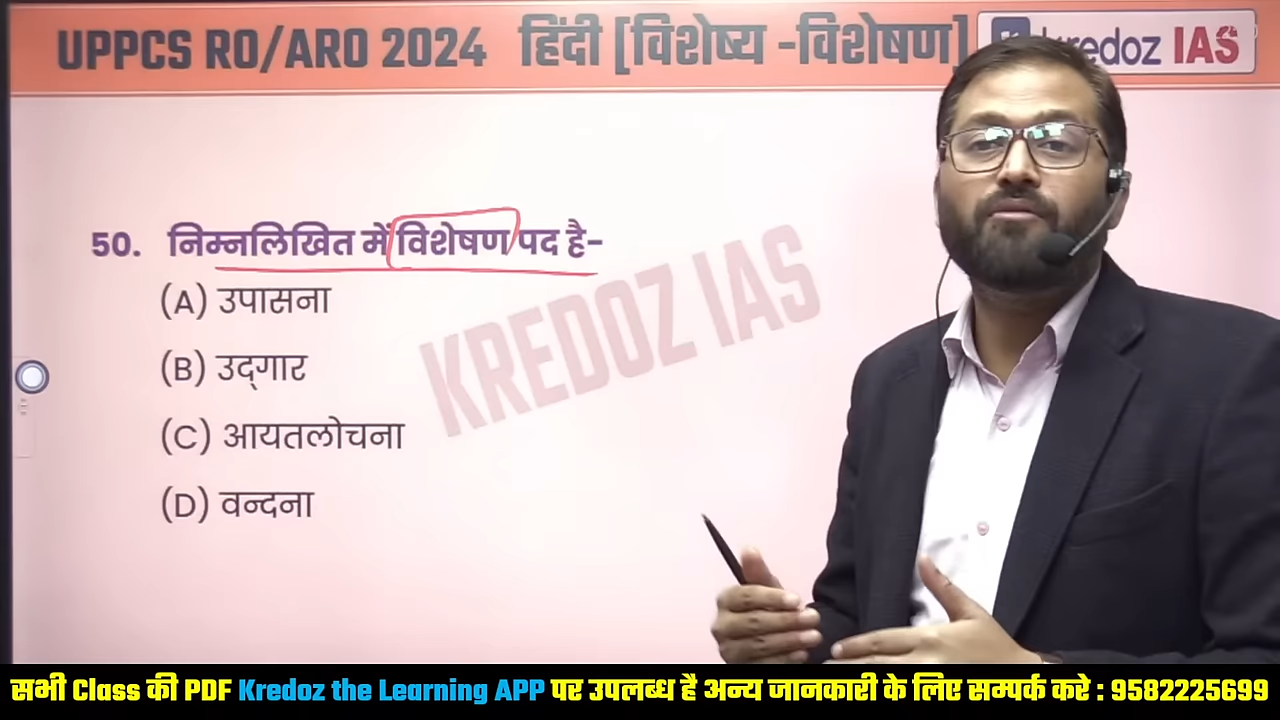 UPPCS RO/ARO 2024 हिंदी [विशेष्य -विशेषण]
kredoz IAS
50. निम्नलिखित में विशेषण पद है-
(A) उपासना
(B) उद्‌गार
(C) आयतलोचना
(D) वन्दना
KREDOZ IAS
सभी Class की PDF Kredoz the Learning APP पर उपलब्ध है अन्य जानकारी के लिए सम्पर्क करे : 9582225699